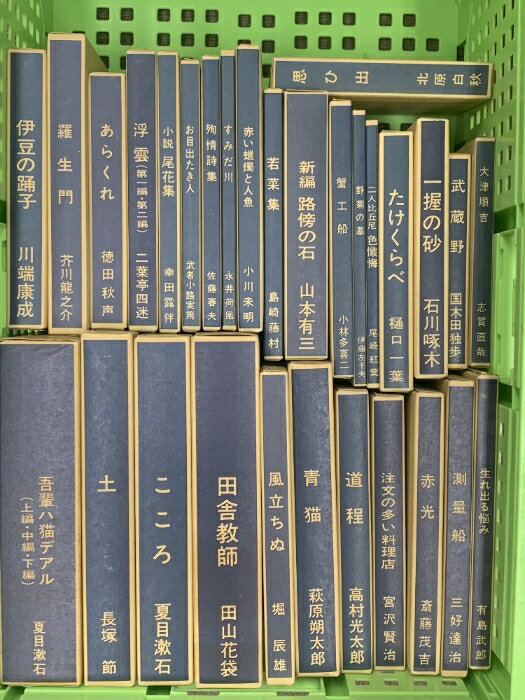 思ひ出 北原白秋
伊豆の踊子 川端康成
羅生門 芥川龍之介
あらくれ 徳田秋声
浮雲(第一編・第二編) 二葉亭四迷
小説 尾花集 幸田露伴
お目出たき人 武者小路実篤
殉情詩集 佐藤春夫
すみだ川 永井荷風
赤い蠟燭と人魚 小川未明
若菜集 島崎藤村
新編 路傍の石 山本有三
蟹工船 小林多喜二
野菊の墓 伊藤左千夫
二人比丘尼 色懺悔 尾崎紅葉
たけくらべ 樋口一葉
一握の砂 石川啄木
武蔵野 国木田独歩
大津順吉 志賀直哉
吾輩ハ猫デアル
(上編・中編・下編) 夏目漱石
土 長塚節
こころ 夏目漱石
田舎教師 田山花袋
風立ちぬ 堀辰雄
青猫 萩原朔太郎
道程 高村光太郎
注文の多い料理店 宮沢賢治
赤光 斎藤茂吉
測量船 三好達治
生れ出る悩み 有島武郎